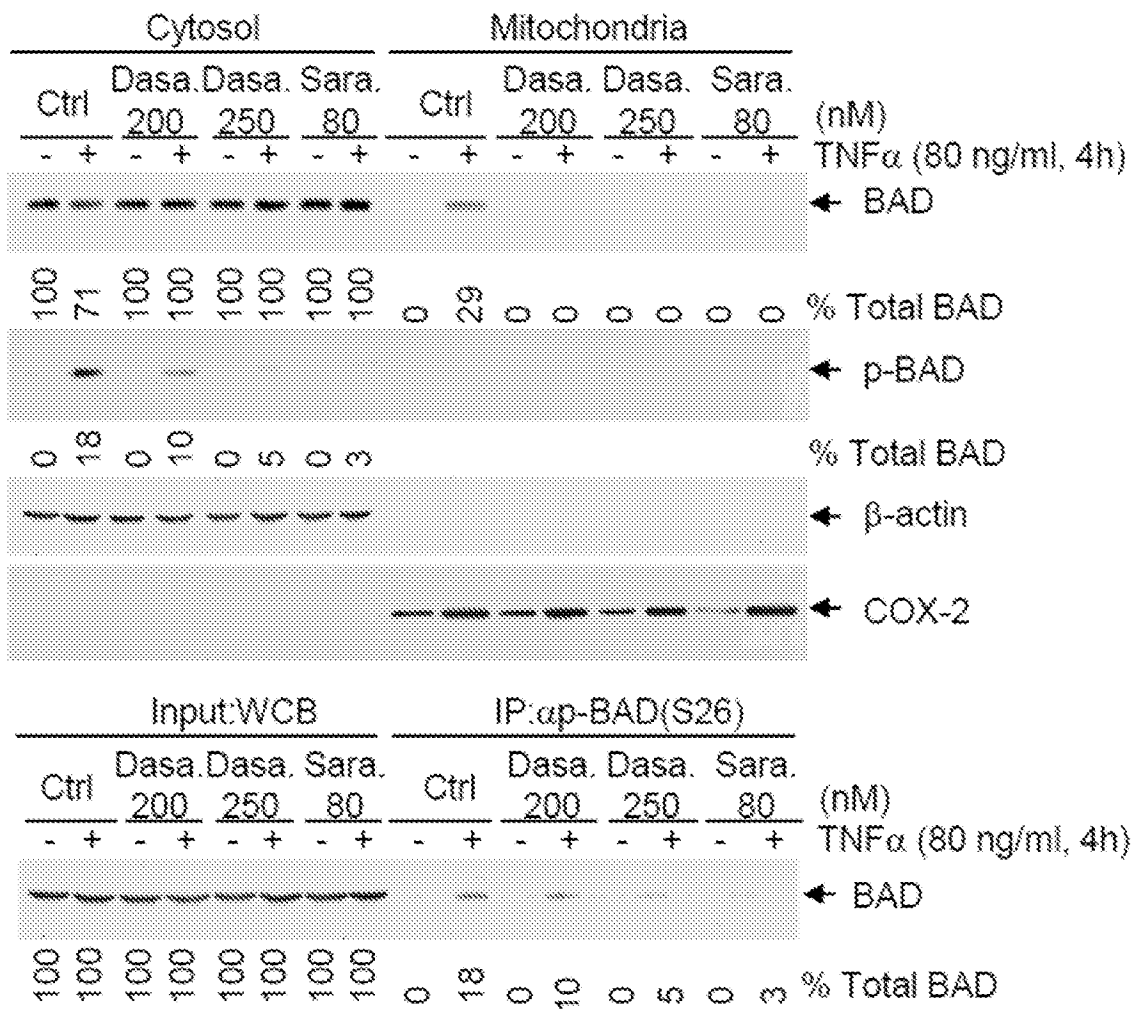 Cytosol Mitochondria
Ctrl Dasa. 200 Dasa. 250 Sara. 80 Ctrl Dasa. 200 Dasa. 250 Sara. 80 (nM)
- + - + - + - + - + - + - + - + TNFα (80 ng/ml, 4h)
BAD
100 71 100 100 100 100 100 100 0 29 0 0 0 0 0 0 % Total BAD
p-BAD
0 18 0 10 0 5 0 3 % Total BAD
β-actin
COX-2
Input:WCB IP:αp-BAD(S26)
Ctrl Dasa. 200 Dasa. 250 Sara. 80 Ctrl Dasa. 200 Dasa. 250 Sara. 80 (nM)
- + - + - + - + - + - + - + - + TNFα (80 ng/ml, 4h)
BAD
100 100 100 100 100 100 100 100 0 18 0 10 0 5 0 3 % Total BAD